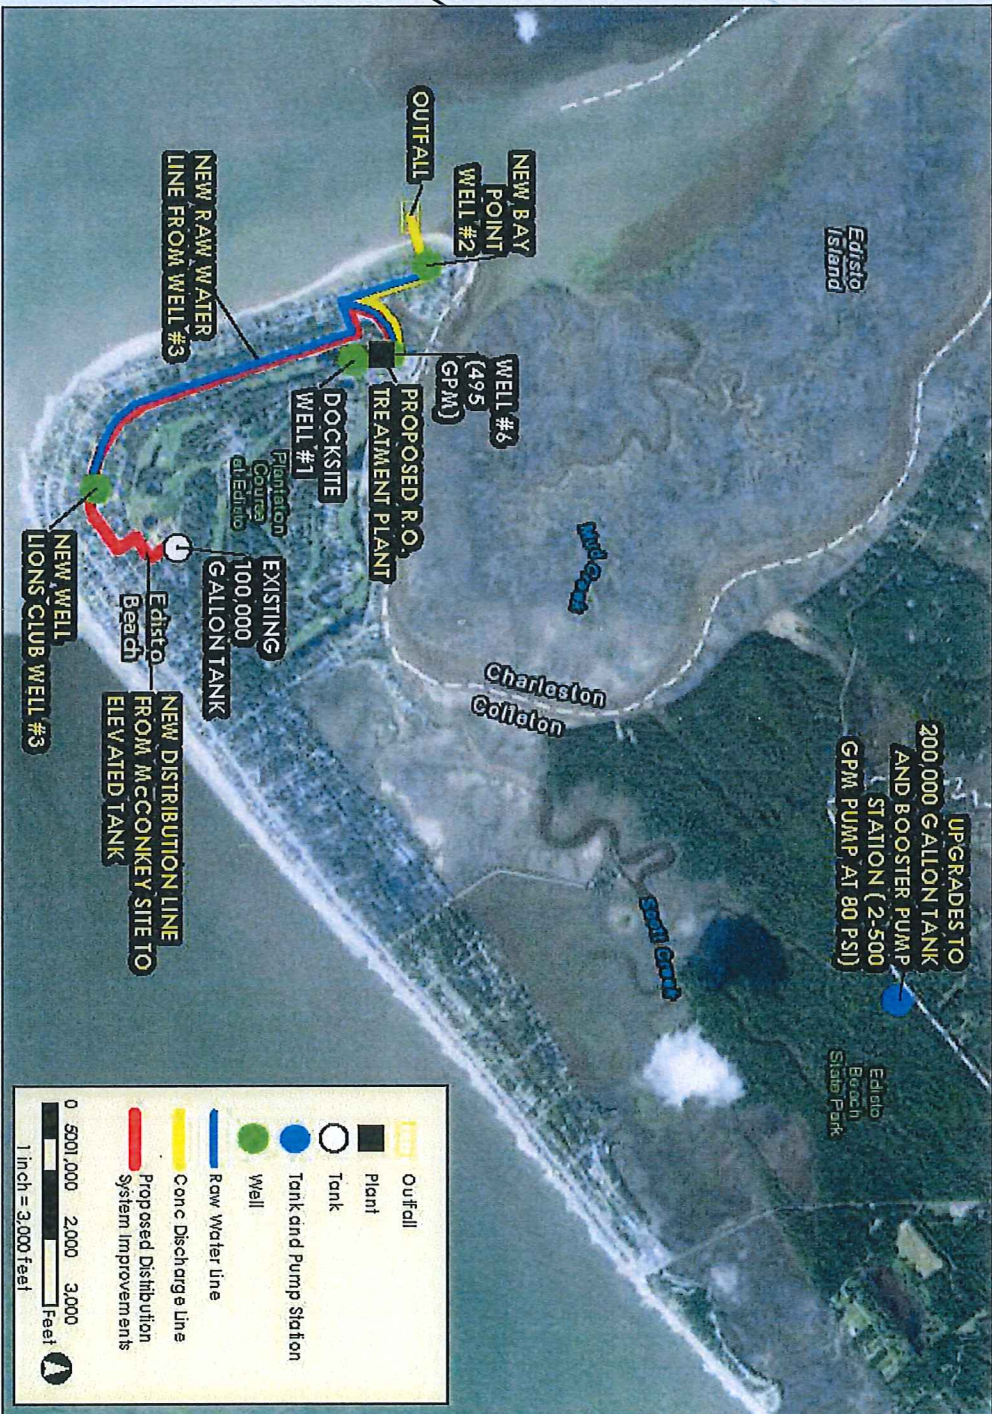 Edisto
Island
OUTFALL
NEW BAY
POINT
WELL #2
NEW RAW WATER
LINE FROM WELL #3
WELL #6
(495
GPM)
PROPOSED R.O.
TREATMENT PLANT
DOCKSITE
WELL #1
Plantation
Course
at Edisto
EXISTING
100,000
GALLON TANK
Edisto
Beach
NEW WELL
LIONS CLUB WELL #3
NEW DISTRIBUTION LINE
FROM McCONKEY SITE TO
ELEVATED TANK
Mud Creek
Charleston
Colleton
Scott Creek
UPGRADES TO
200,000 GALLON TANK
AND BOOSTER PUMP
STATION (2-500
GPM PUMP AT 80 PSI)
Edisto
Beach
State Park
Outfall
Plant
Tank
Tank and Pump Station
Well
Raw Water Line
Conc Discharge Line
Proposed Distribution
System Improvements
0 500 1,000 2,000 3,000
Feet
1 inch = 3,000 feet